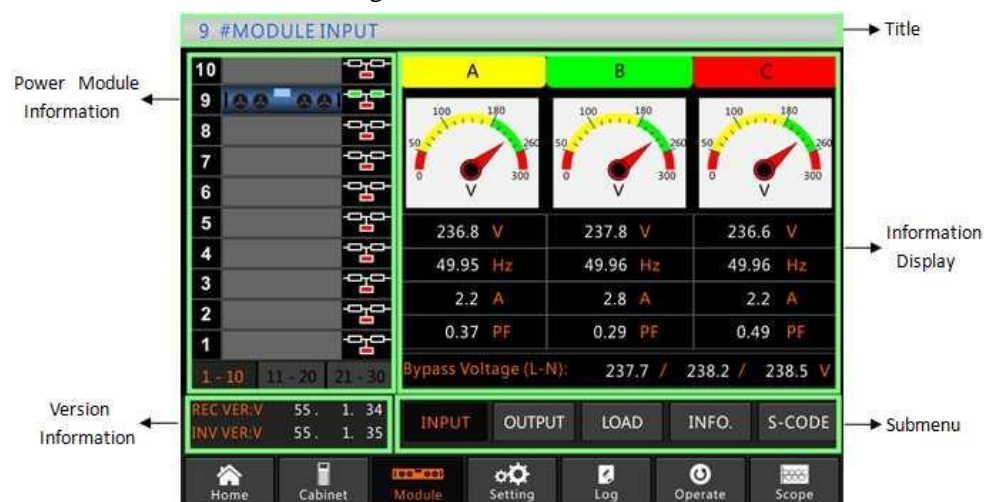 9 #MODULE INPUT
Title
Power Module
Information
10
9
8
7
6
5
4
3
2
1
1 - 10 11 - 20 21 - 30
A B C
0 50 100 180 260 300
V
0 50 100 180 260 300
V
0 50 100 180 260 300
V
236.8 V 237.8 V 236.6 V
49.95 Hz 49.96 Hz 49.96 Hz
2.2 A 2.8 A 2.2 A
0.37 PF 0.29 PF 0.49 PF
Bypass Voltage (L-N): 237.7 / 238.2 / 238.5 V
Information
Display
Version
Information
REC VER:V 55. 1. 34
INV VER:V 55. 1. 35
INPUT OUTPUT LOAD INFO. S-CODE
Submenu
Home Cabinet Module Setting Log Operate Scope